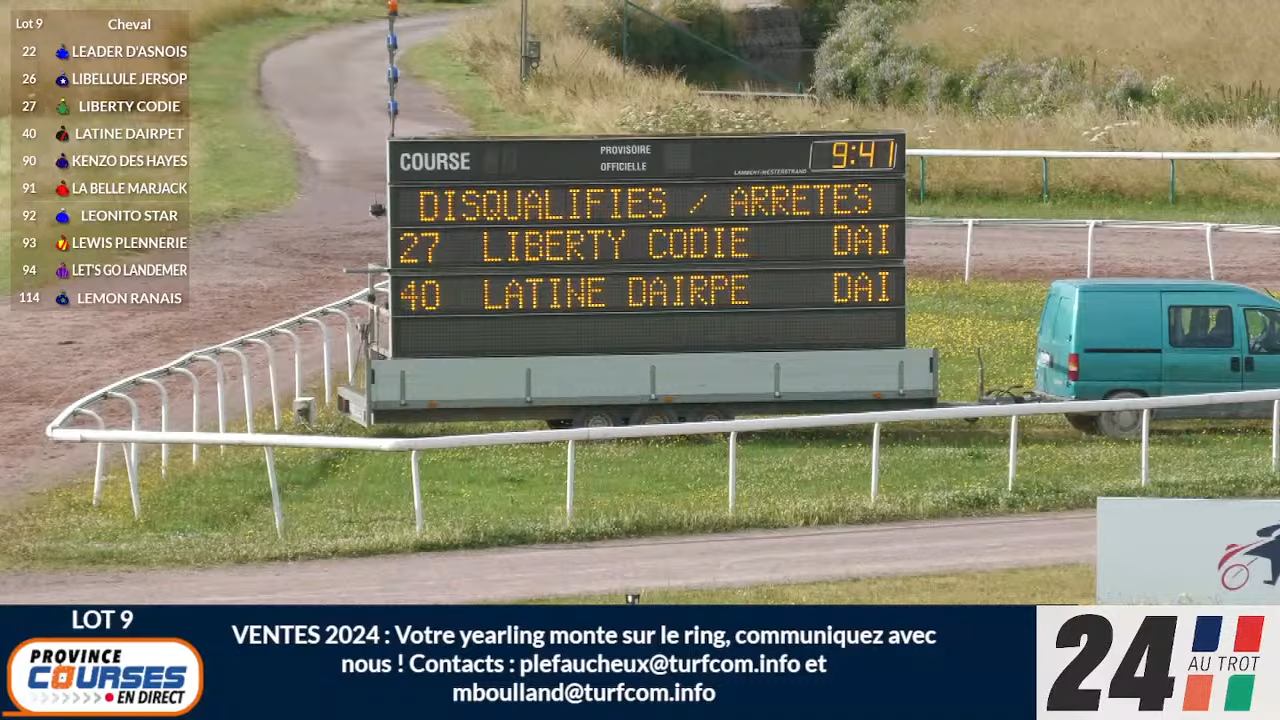 Lot 9 Cheval
22 LEADER D'ASNOIS
26 LIBELLULE JERSOP
27 LIBERTY CODIE
40 LATINE DAIRPET
90 KENZO DES HAYES
91 LA BELLE MARJACK
92 LEONITO STAR
93 LEWIS PLENNERIE
94 LET'S GO LANDEMER
114 LEMON RANAIS
COURSE
PROVISOIRE
OFFICIELLE
LAMBERT-WESTERSTRAND
9:41
DISQUALIFIES / ARRETES
27 LIBERTY CODIE DAI
40 LATINE DAIRPE DAI
LOT 9
PROVINCE
COURSES
EN DIRECT
VENTES 2024 : Votre yearling monte sur le ring, communiquez avec
nous ! Contacts : plefaucheux@turfcom.info et
mboulland@turfcom.info
24
AU TROT